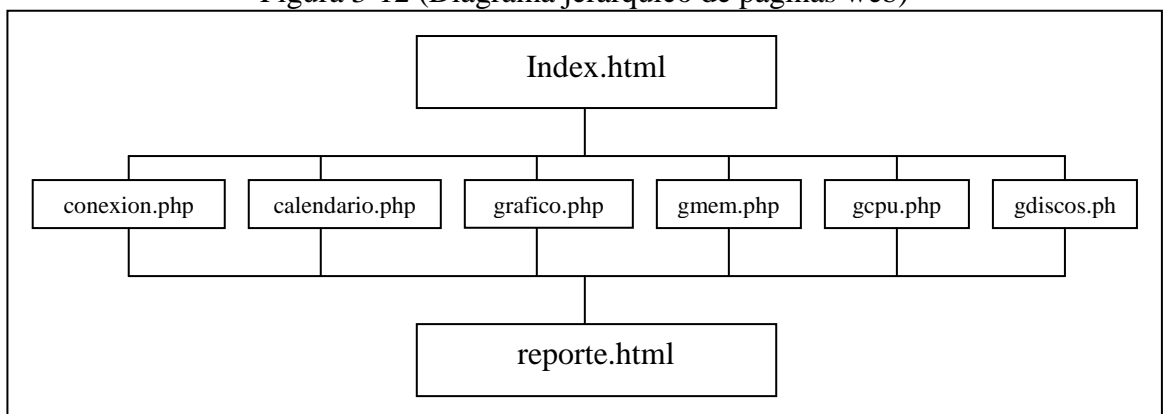 Figura 3-12 (Diagrama jerárquico de páginas web)
Index.html
conexion.php calendario.php grafico.php gmem.php gcpu.php gdiscos.ph
reporte.html